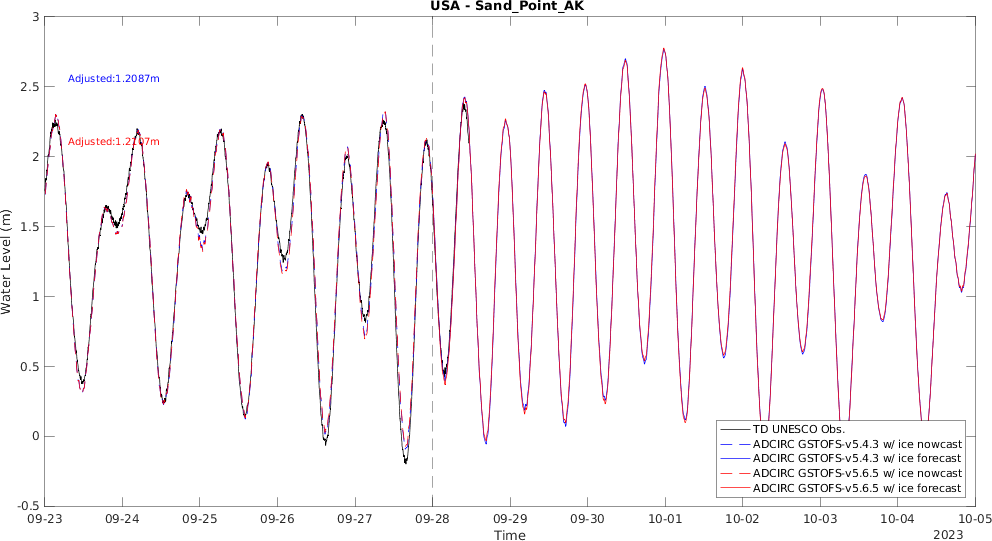 USA - Sand_Point_AK
3
2.5
2
1.5
1
0.5
0
-0.5
Water Level (m)
Adjusted:1.2087m
TD UNESCO Obs.
ADCIRC GSTOFS-v5.4.3 w/ ice nowcast
ADCIRC GSTOFS-v5.4.3 w/ ice forecast
ADCIRC GSTOFS-v5.6.5 w/ ice nowcast
ADCIRC GSTOFS-v5.6.5 w/ ice forecast
09-23 09-24 09-25 09-26 09-27 09-28 09-29 09-30 10-01 10-02 10-03 10-04 10-05
Time
2023